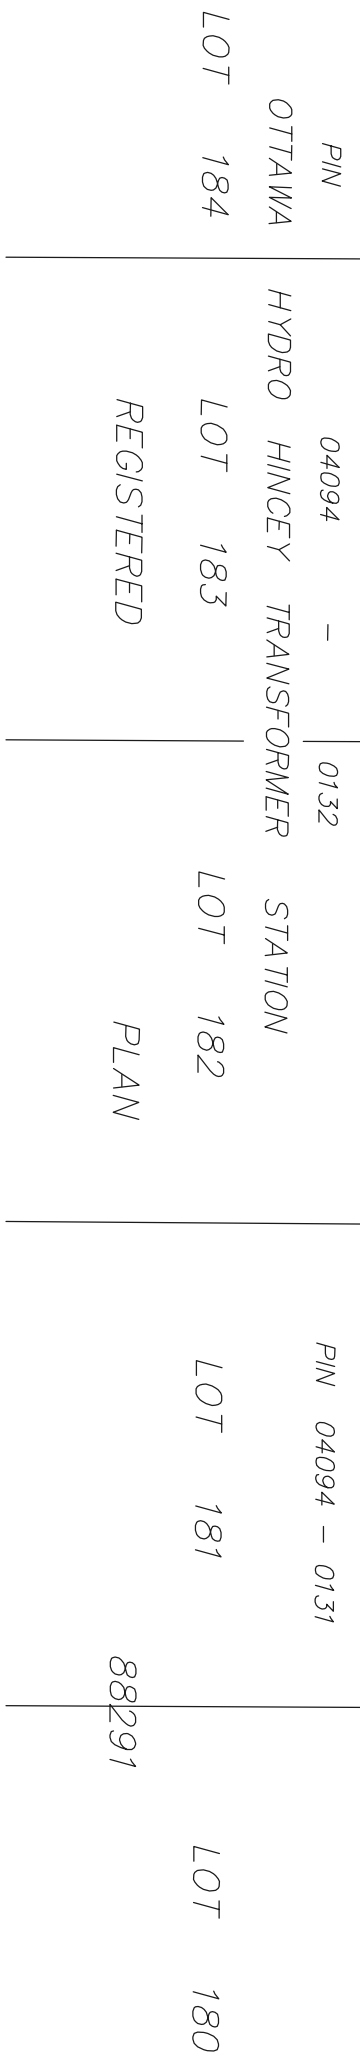 PIN 04094 - 0132
PIN 04094 - 0131
OTTAWA HYDRO HINCEY TRANSFORMER STATION
LOT 184
LOT 183
LOT 182
LOT 181
LOT 180
REGISTERED PLAN 88291